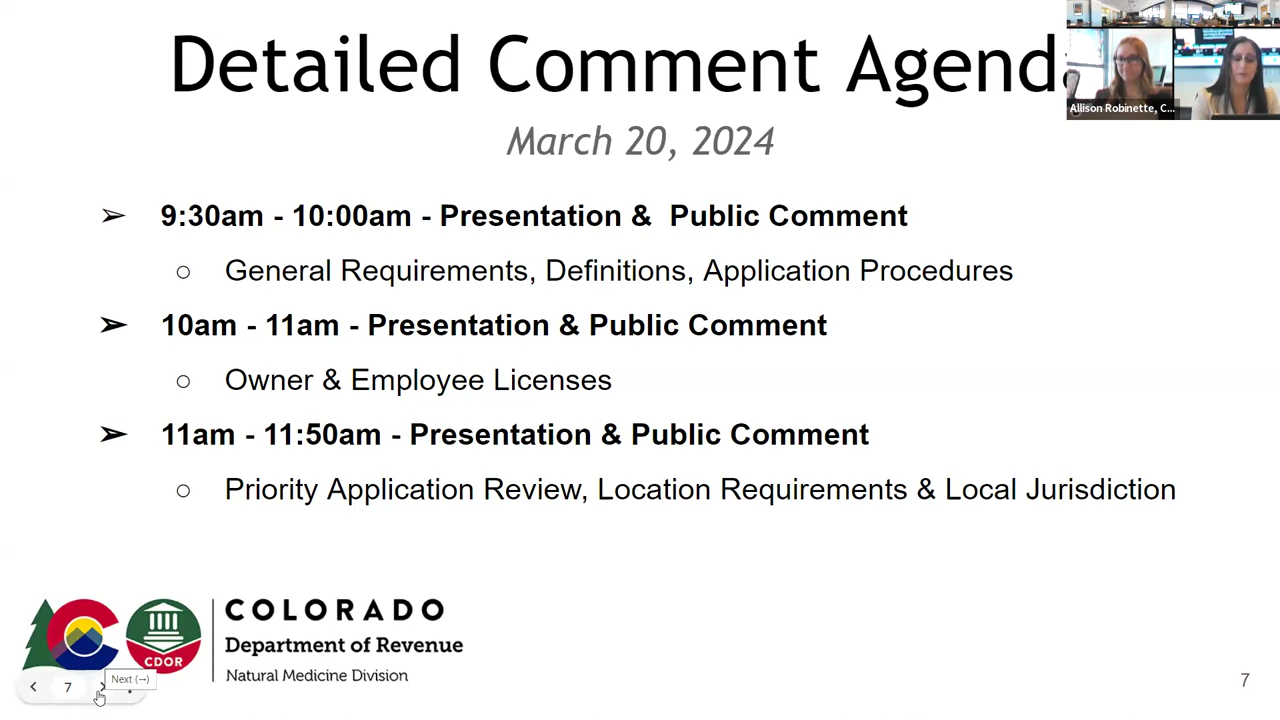 Detailed Comment Agenda
Allison Robinette, C...
March 20, 2024
➢ 9:30am - 10:00am - Presentation & Public Comment
○ General Requirements, Definitions, Application Procedures
➢ 10am - 11am - Presentation & Public Comment
○ Owner & Employee Licenses
➢ 11am - 11:50am - Presentation & Public Comment
○ Priority Application Review, Location Requirements & Local Jurisdiction
COLORADO
Department of Revenue
CDOR
Natural Medicine Division
Next (→)
7
7